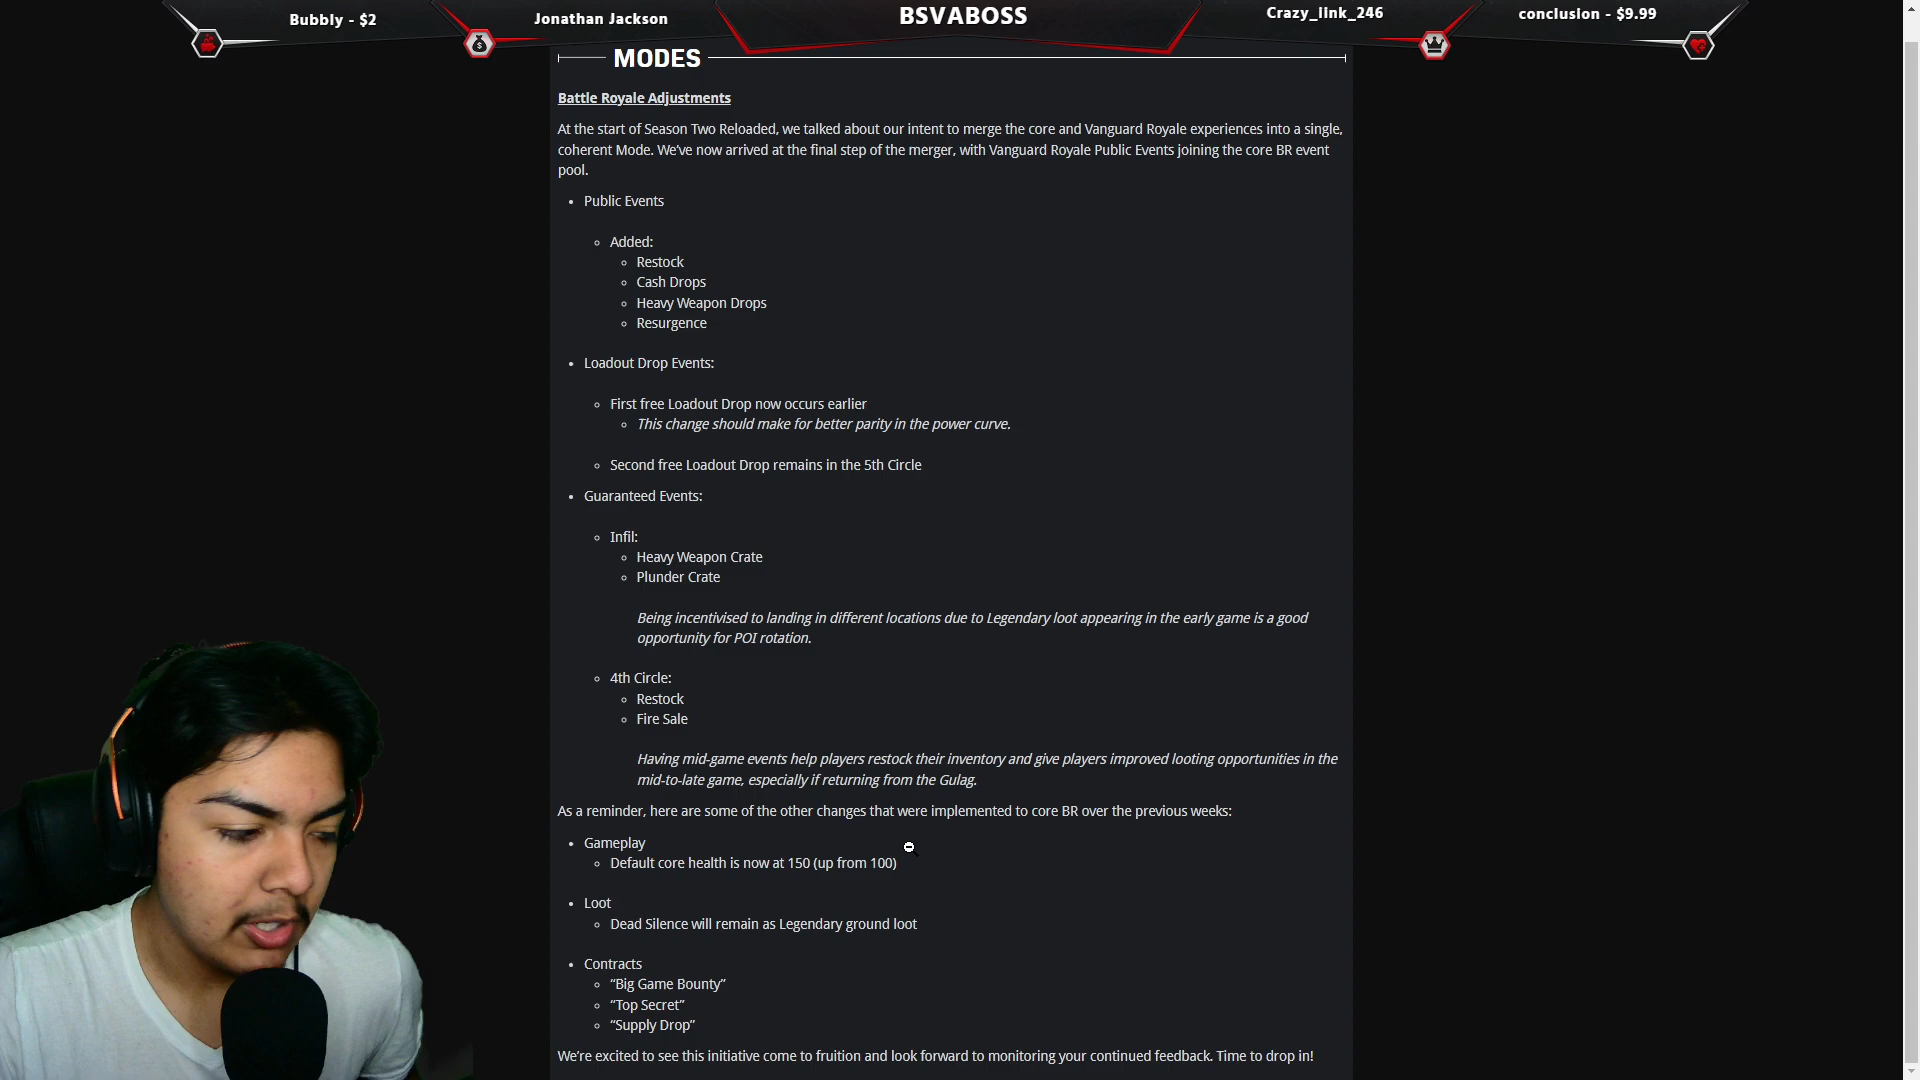 Bubbly - $2
Jonathan Jackson
BSVABOSS
Crazy_link_246
conclusion - $9.99
MODES
Battle Royale Adjustments
At the start of Season Two Reloaded, we talked about our intent to merge the core and Vanguard Royale experiences into a single,
coherent Mode. We've now arrived at the final step of the merger, with Vanguard Royale Public Events joining the core BR event
pool.
Public Events
Added:
Restock
Cash Drops
Heavy Weapon Drops
Resurgence
Loadout Drop Events:
First free Loadout Drop now occurs earlier
This change should make for better parity in the power curve.
Second free Loadout Drop remains in the 5th Circle
Guaranteed Events:
Infil:
Heavy Weapon Crate
Plunder Crate
Being incentivised to landing in different locations due to Legendary loot appearing in the early game is a good
opportunity for POI rotation.
4th Circle:
Restock
Fire Sale
Having mid-game events help players restock their inventory and give players improved looting opportunities in the
mid-to-late game, especially if returning from the Gulag.
As a reminder, here are some of the other changes that were implemented to core BR over the previous weeks:
Gameplay
Default core health is now at 150 (up from 100)
Loot
Dead Silence will remain as Legendary ground loot
Contracts
“Big Game Bounty”
“Top Secret”
“Supply Drop”
We're excited to see this initiative come to fruition and look forward to monitoring your continued feedback. Time to drop in!